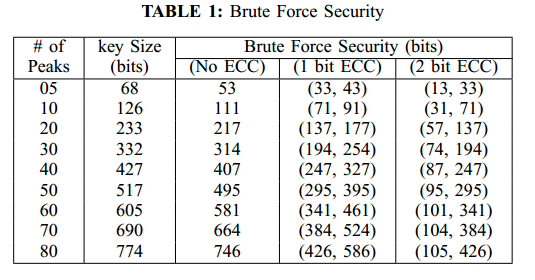 TABLE 1: Brute Force Security
# of Peaks key Size (bits) Brute Force Security (bits)
(No ECC) (1 bit ECC) (2 bit ECC)
05 68 53 (33, 43) (13, 33)
10 126 111 (71, 91) (31, 71)
20 233 217 (137, 177) (57, 137)
30 332 314 (194, 254) (74, 194)
40 427 407 (247, 327) (87, 247)
50 517 495 (295, 395) (95, 295)
60 605 581 (341, 461) (101, 341)
70 690 664 (384, 524) (104, 384)
80 774 746 (426, 586) (105, 426)